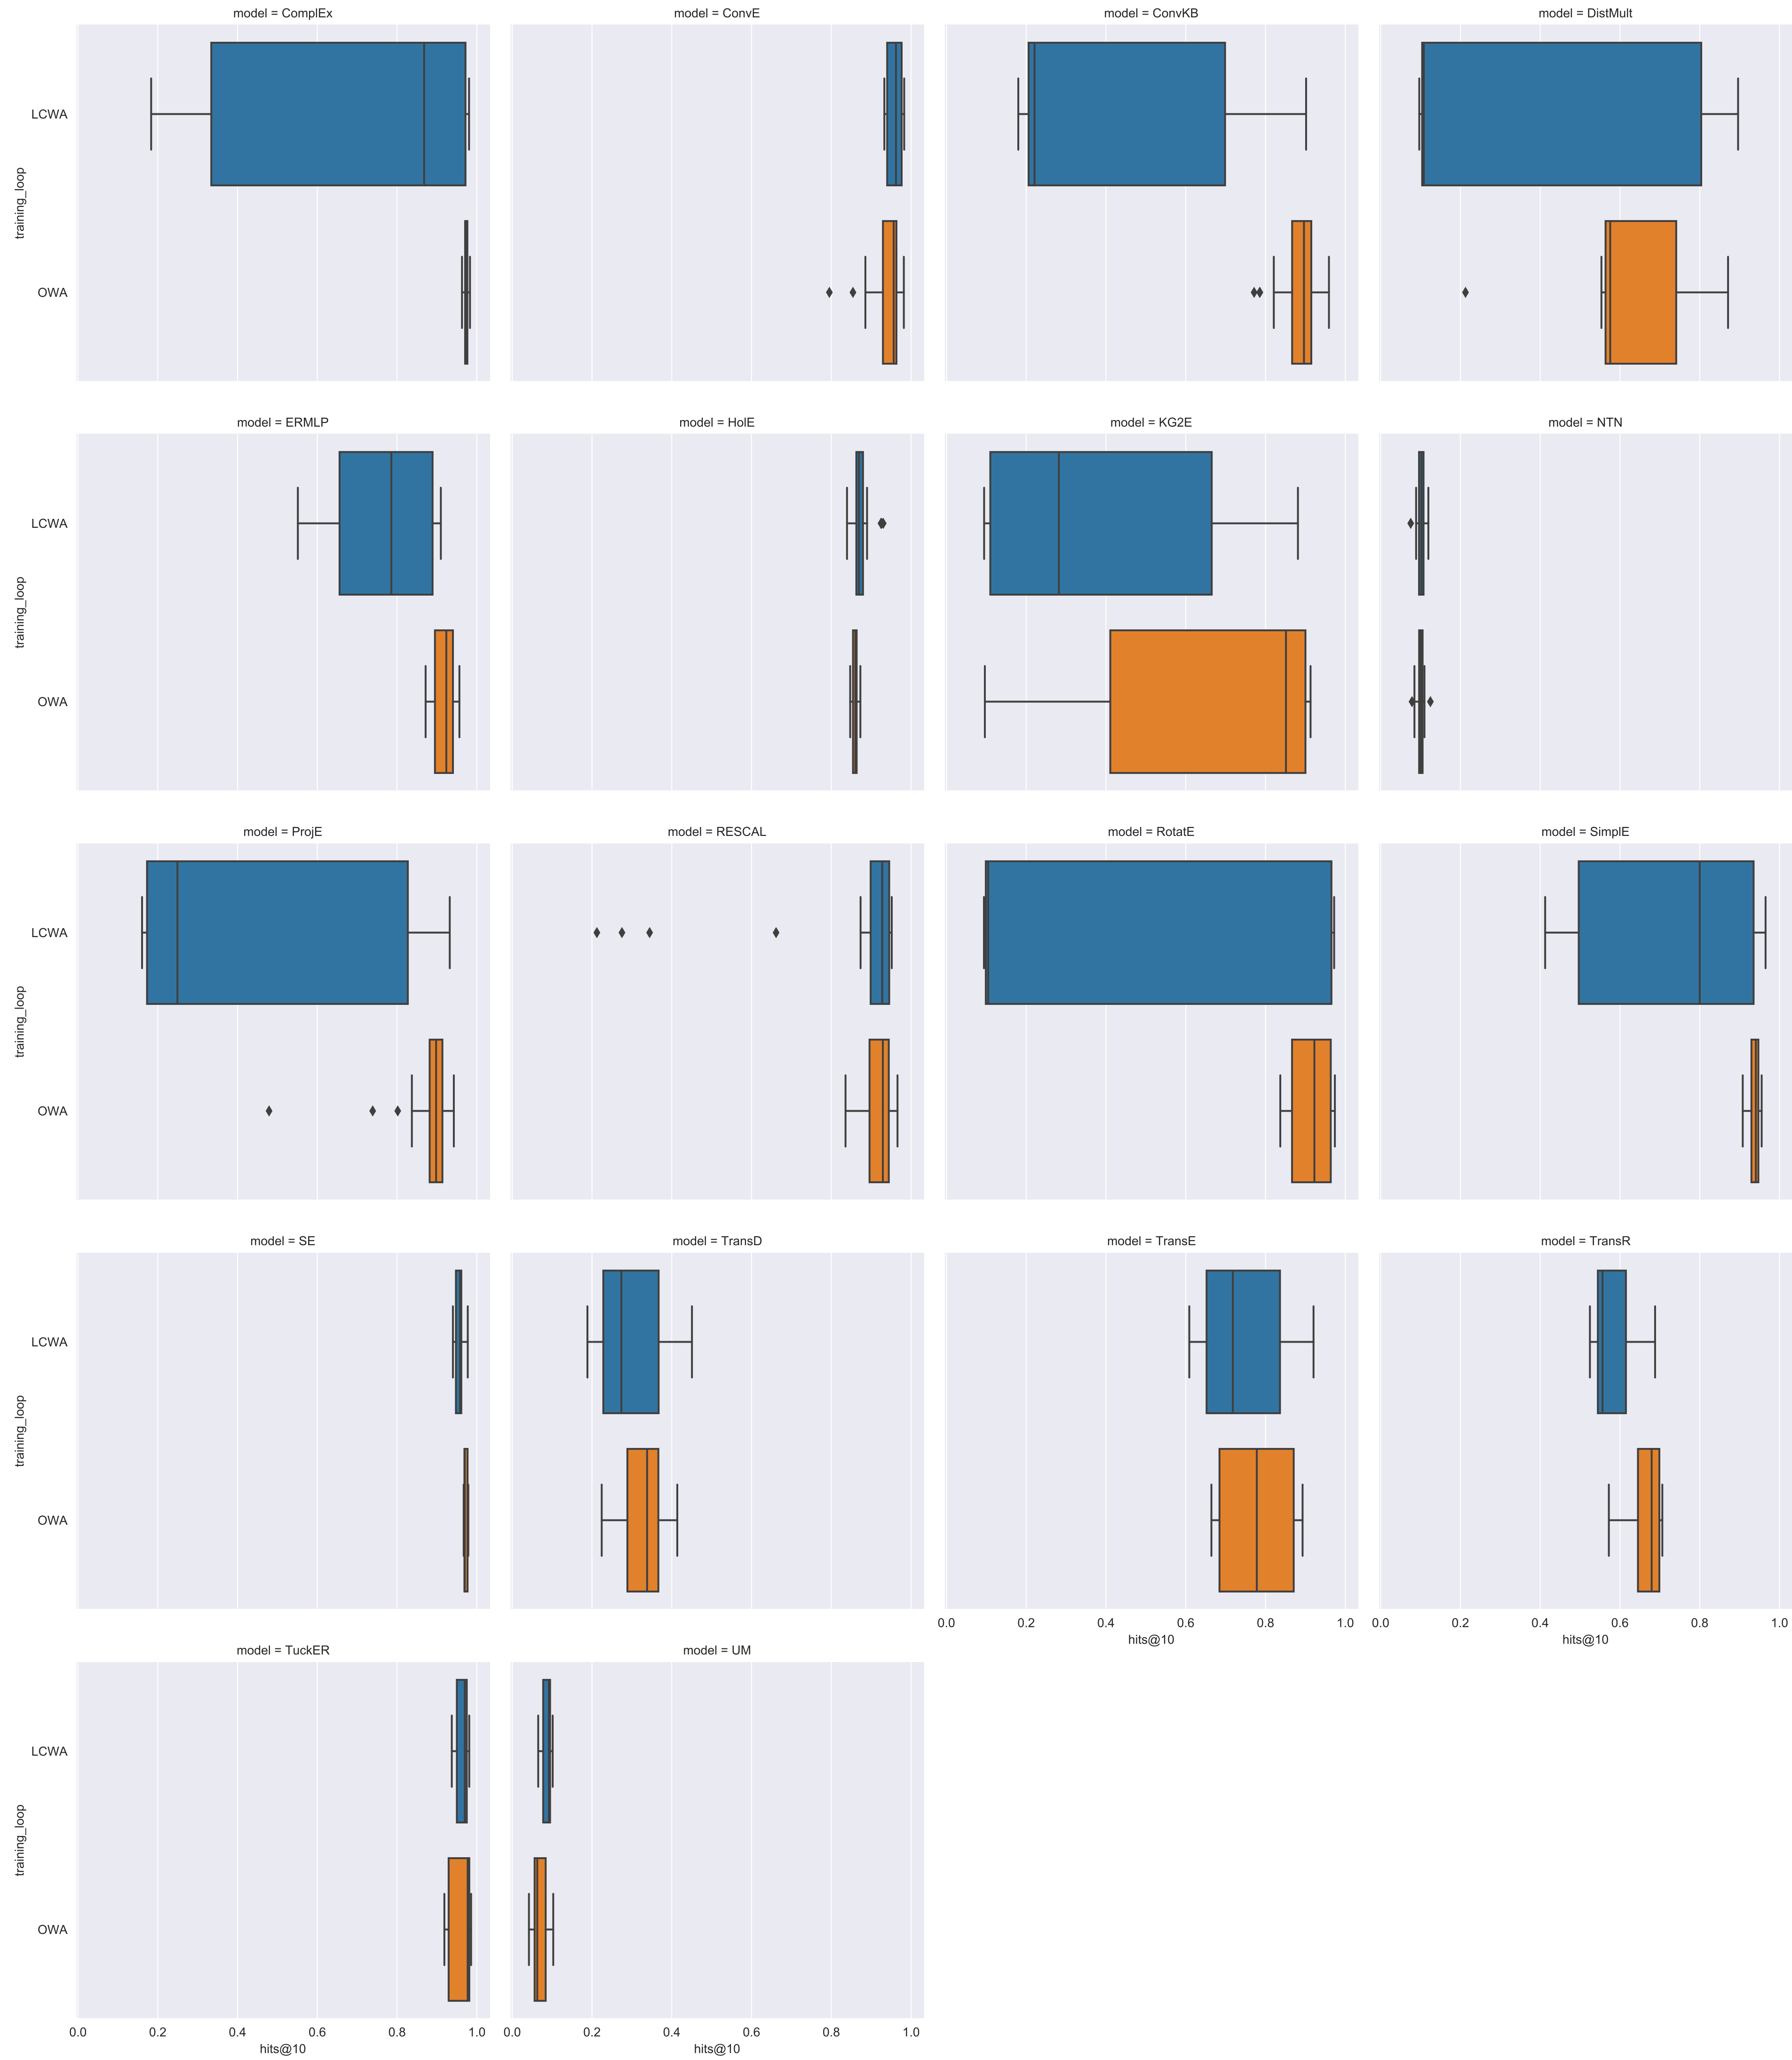 model = ComplEx
model = ConvE
model = ConvKB
model = DistMult
training_loop
LCWA
OWA
model = ERMLP
model = HolE
model = KG2E
model = NTN
training_loop
LCWA
OWA
model = ProjE
model = RESCAL
model = RotatE
model = SimplE
training_loop
LCWA
OWA
model = SE
model = TransD
model = TransE
model = TransR
training_loop
LCWA
OWA
0.0 0.2 0.4 0.6 0.8 1.0
hits@10
0.0 0.2 0.4 0.6 0.8 1.0
hits@10
model = TuckER
model = UM
training_loop
LCWA
OWA
0.0 0.2 0.4 0.6 0.8 1.0
hits@10
0.0 0.2 0.4 0.6 0.8 1.0
hits@10